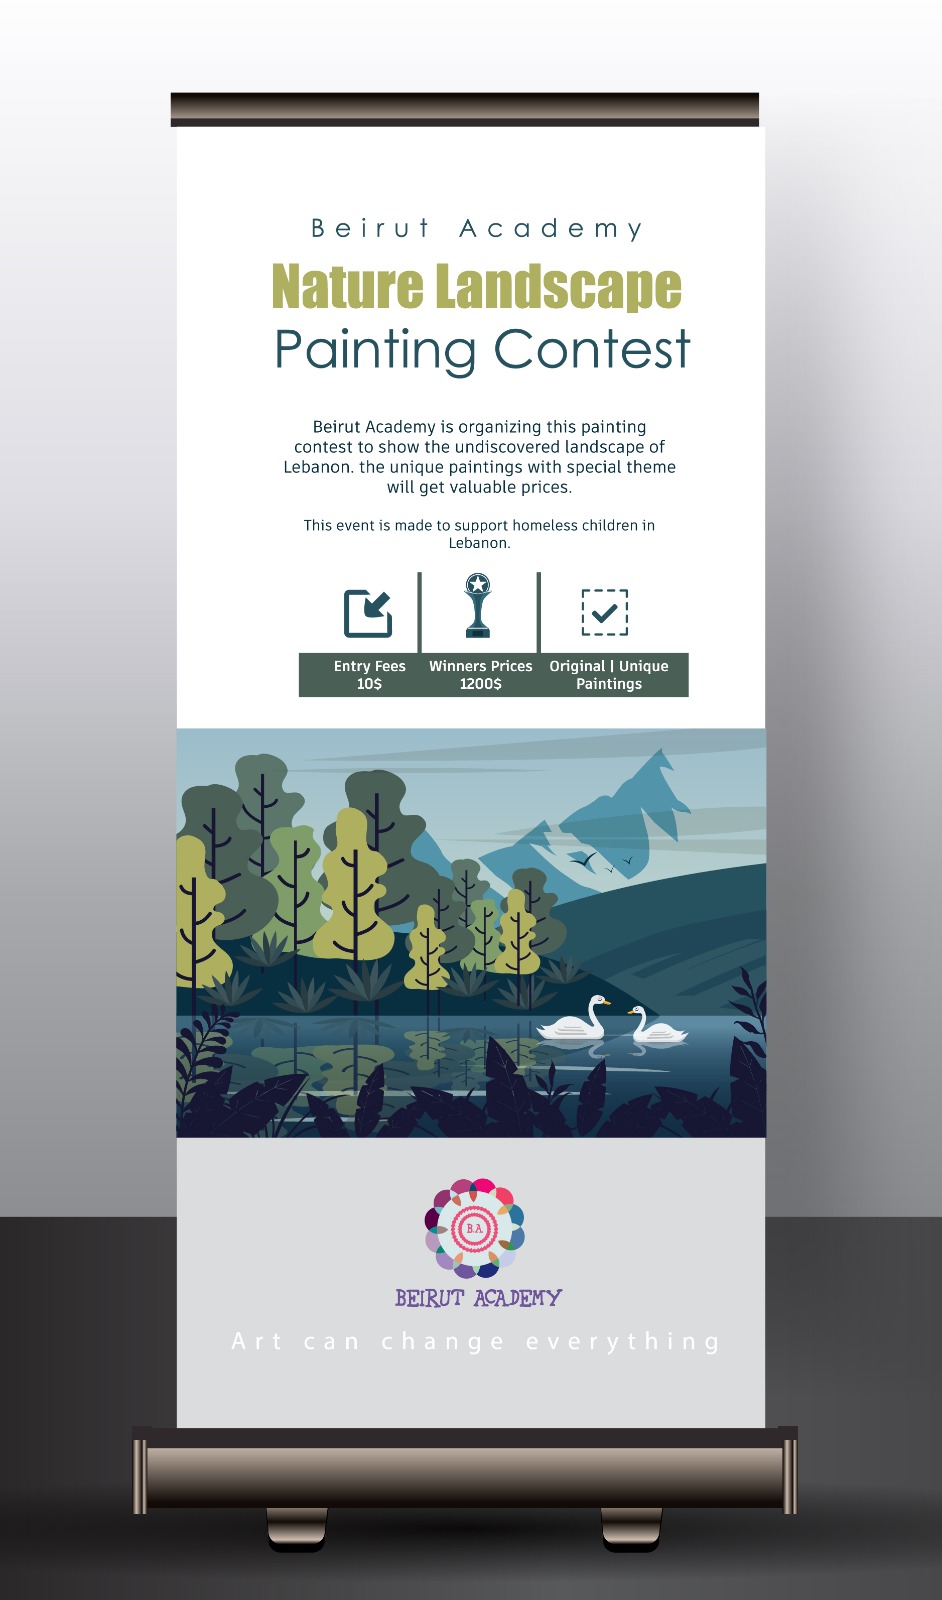 Beirut Academy
Nature Landscape
Painting Contest
Beirut Academy is organizing this painting
contest to show the undiscovered landscape of
Lebanon. the unique paintings with special theme
will get valuable prices.
This event is made to support homeless children in
Lebanon.
Entry Fees
10$
Winners Prices
1200$
Original | Unique
Paintings
B.A
BEIRUT ACADEMY
Art can change everything